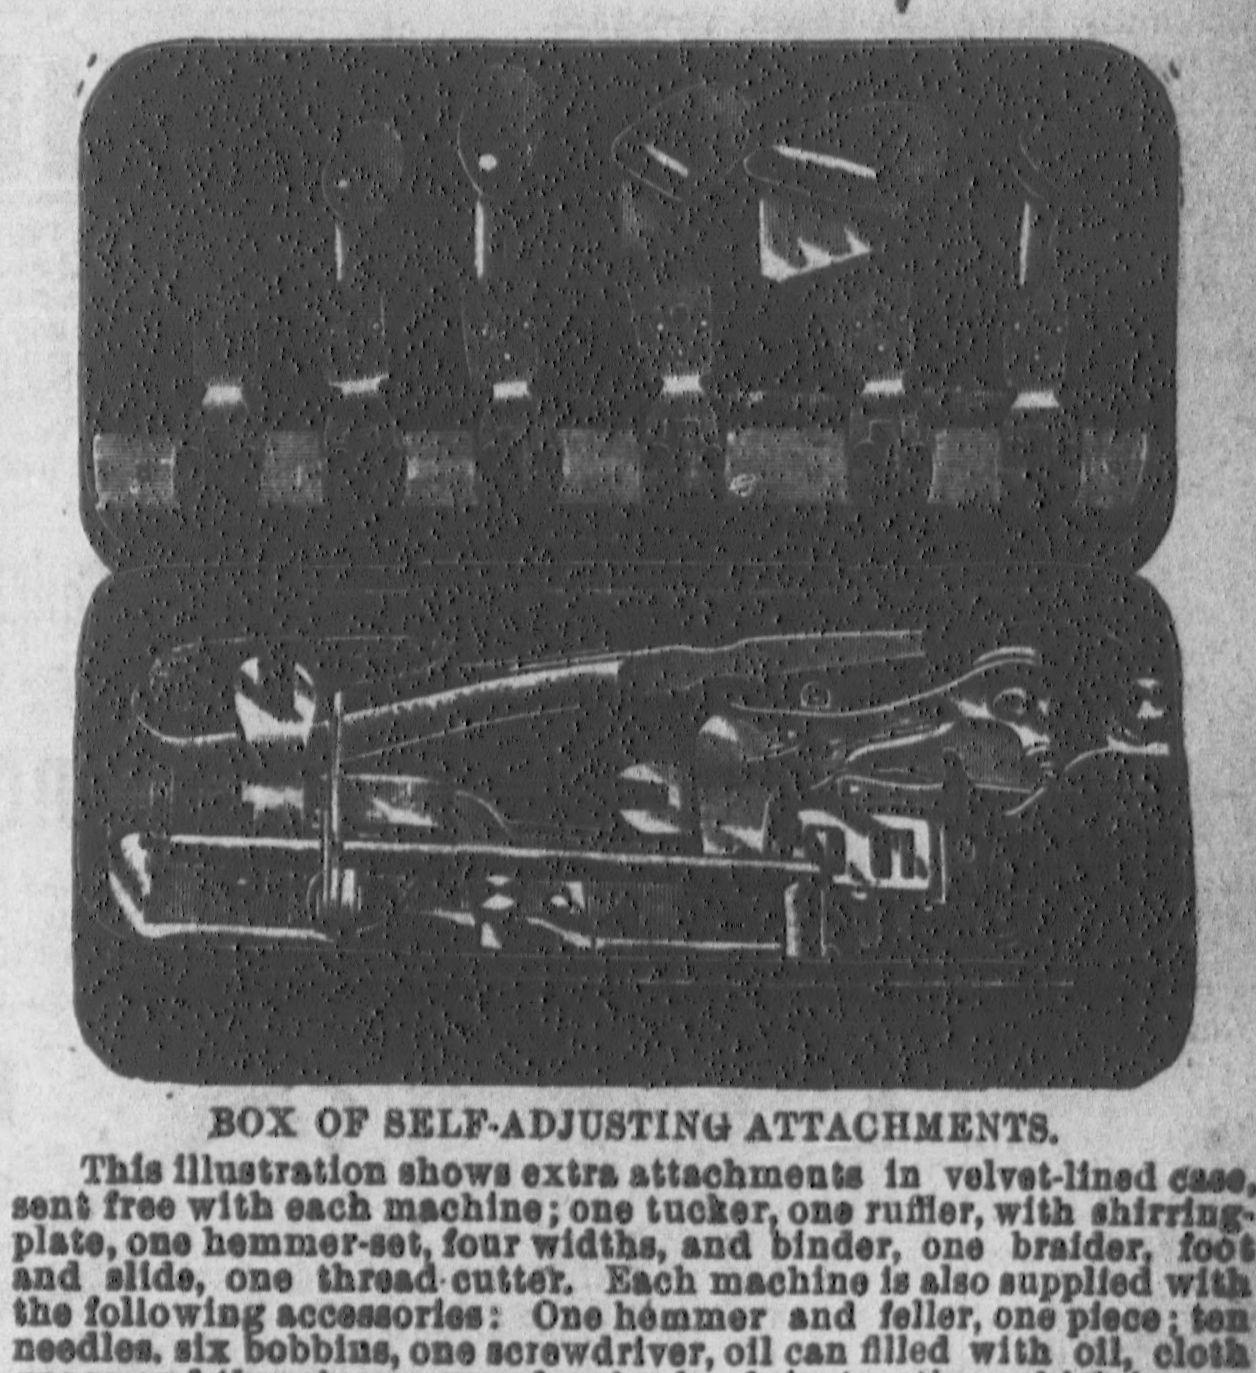 BOX OF SELF-ADJUSTING ATTACHMENTS.
This illustration shows extra attachments in velvet-lined case,
sent free with each machine; one tucker, one ruffler, with shirring-
plate, one hemmer-set, four widths, and binder, one braider, foot
and slide, one thread cutter. Each machine is also supplied with
the following accessories: One hemmer and feller, one piece; ten
needles, six bobbins, one screwdriver, oil can filled with oil, cloth